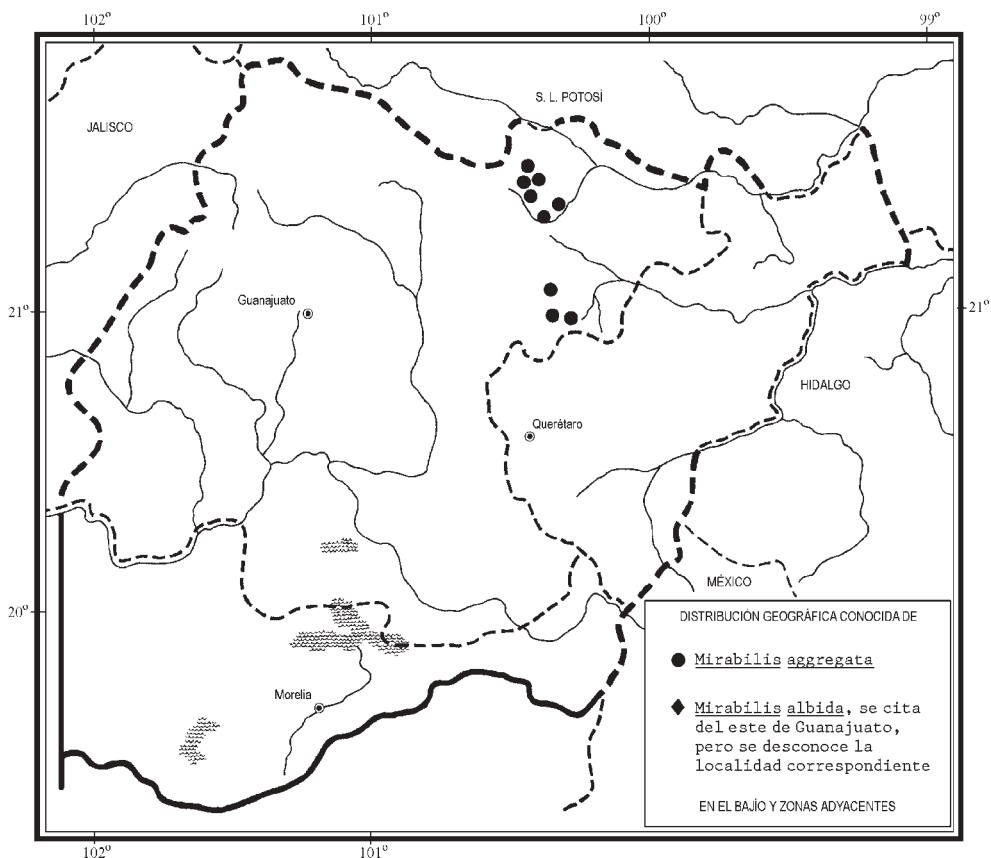 102º 101º 100º 99º
S. L. POTOSÍ
JALISCO
Guanajuato
21º 21º
HIDALGO
Querétaro
MÉXICO
20º
DISTRIBUCIÓN GEOGRÁFICA CONOCIDA DE
Mirabilis aggregata
Morelia
Mirabilis albida, se cita
del este de Guanajuato,
pero se desconoce la
localidad correspondiente
EN EL BAJÍO Y ZONAS ADYACENTES
102º 101º